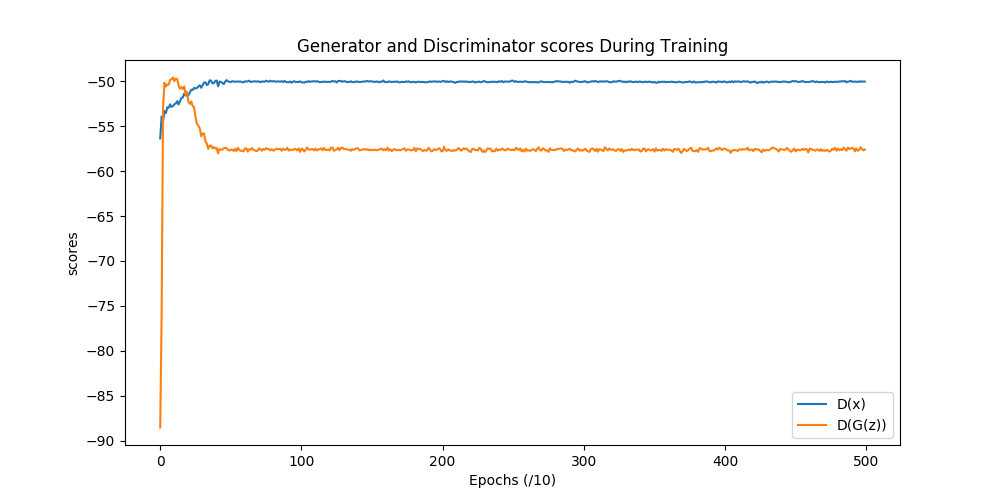 Generator and Discriminator scores During Training
scores
−50
−55
−60
−65
−70
−75
−80
−85
−90
0 100 200 300 400 500
Epochs (/10)
D(x)
D(G(z))